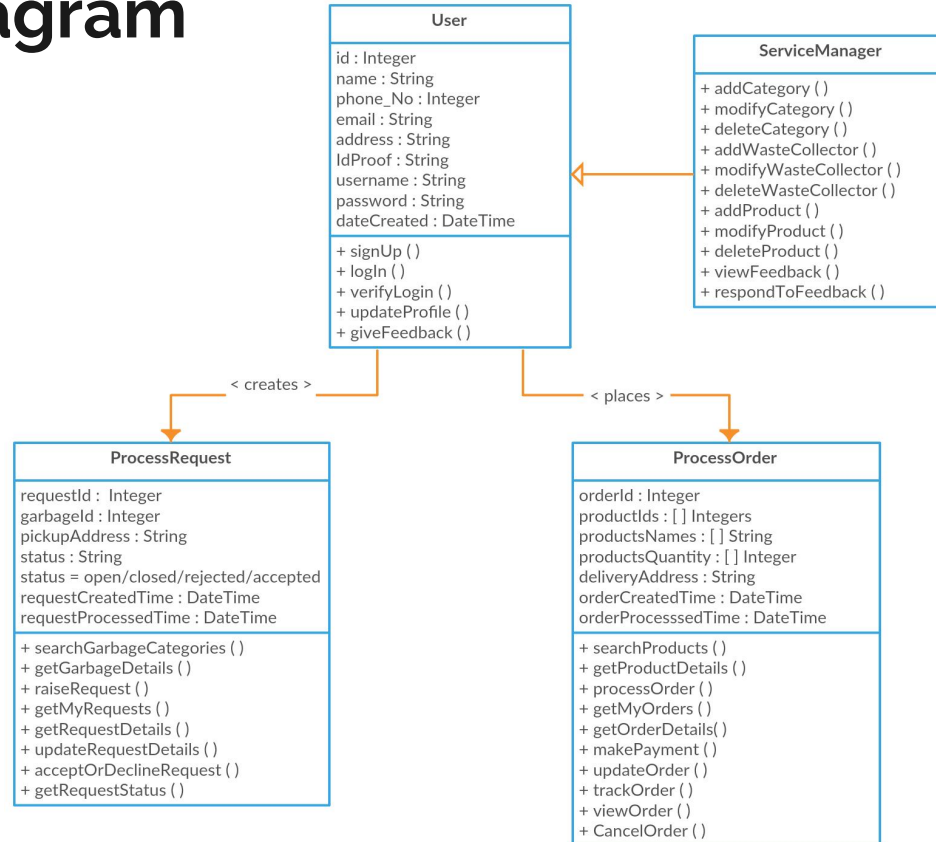 agram
User
id : Integer
name : String
phone_No : Integer
email : String
address : String
IdProof : String
username : String
password : String
dateCreated : DateTime
+ signUp ( )
+ logIn ( )
+ verifyLogin ( )
+ updateProfile ( )
+ giveFeedback ( )
ServiceManager
+ addCategory ( )
+ modifyCategory ( )
+ deleteCategory ( )
+ addWasteCollector ( )
+ modifyWasteCollector ( )
+ deleteWasteCollector ( )
+ addProduct ( )
+ modifyProduct ( )
+ deleteProduct ( )
+ viewFeedback ( )
+ respondToFeedback ( )
< creates >
< places >
ProcessRequest
requestId :  Integer
garbageId : Integer
pickupAddress : String
status : String
status = open/closed/rejected/accepted
requestCreatedTime : DateTime
requestProcessedTime : DateTime
+ searchGarbageCategories ( )
+ getGarbageDetails ( )
+ raiseRequest ( )
+ getMyRequests ( )
+ getRequestDetails ( )
+ updateRequestDetails ( )
+ acceptOrDeclineRequest ( )
+ getRequestStatus ( )
ProcessOrder
orderId : Integer
productIds : [ ] Integers
productsNames : [ ] String
productsQuantity : [ ] Integer
deliveryAddress : String
orderCreatedTime : DateTime
orderProcesssedTime : DateTime
+ searchProducts ( )
+ getProductDetails ( )
+ processOrder ( )
+ getMyOrders ( )
+ getOrderDetails( )
+ makePayment ( )
+ updateOrder ( )
+ trackOrder ( )
+ viewOrder ( )
+ CancelOrder ( )